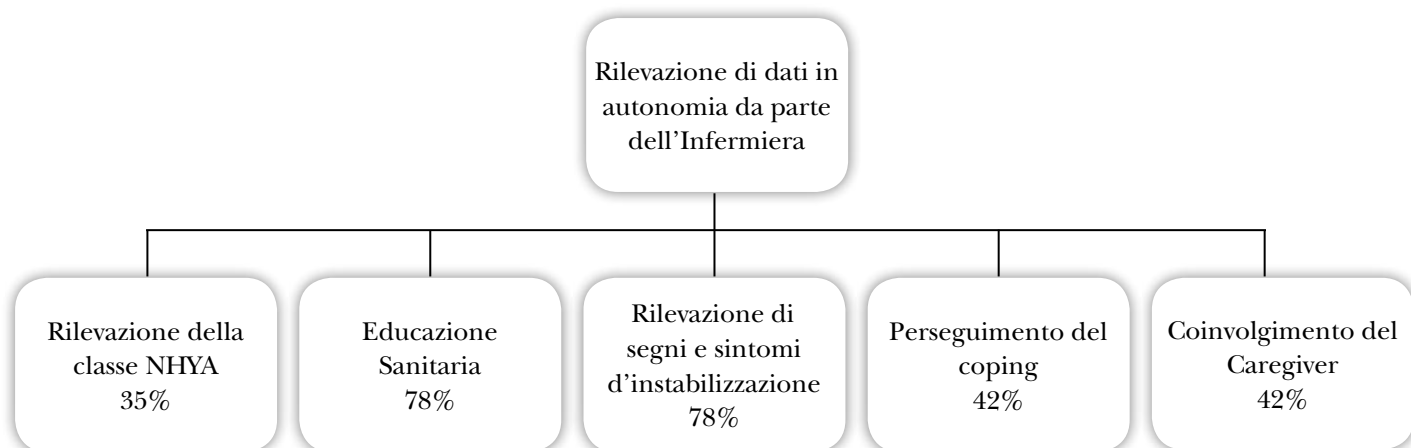 Rilevazione di dati in
autonomia da parte
dell’Infermiera
Rilevazione della
classe NHYA
35%
Educazione
Sanitaria
78%
Rilevazione di
segni e sintomi
d’instabilizzazione
78%
Perseguimento del
coping
42%
Coinvolgimento del
Caregiver
42%